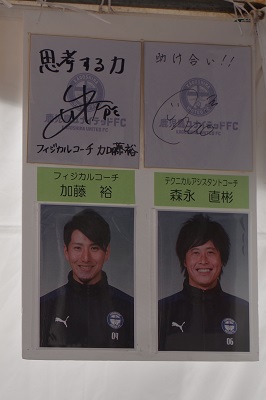 思考する力
フィジカルコーチ 加藤裕
助け合い!!
フィジカルコーチ
加藤 裕
テクニカルアシスタントコーチ
森永 直彬
04
06